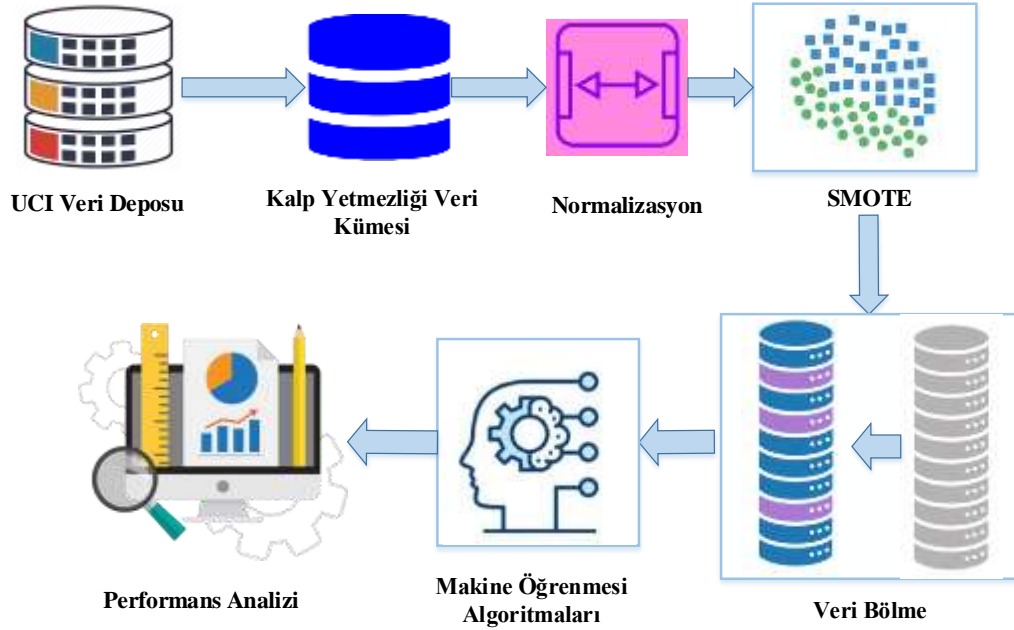 UCI Veri Deposu
Kalp Yetmezliği Veri
Kümesi
Normalizasyon
SMOTE
Performans Analizi
Makine Öğrenmesi
Algoritmaları
Veri Bölme